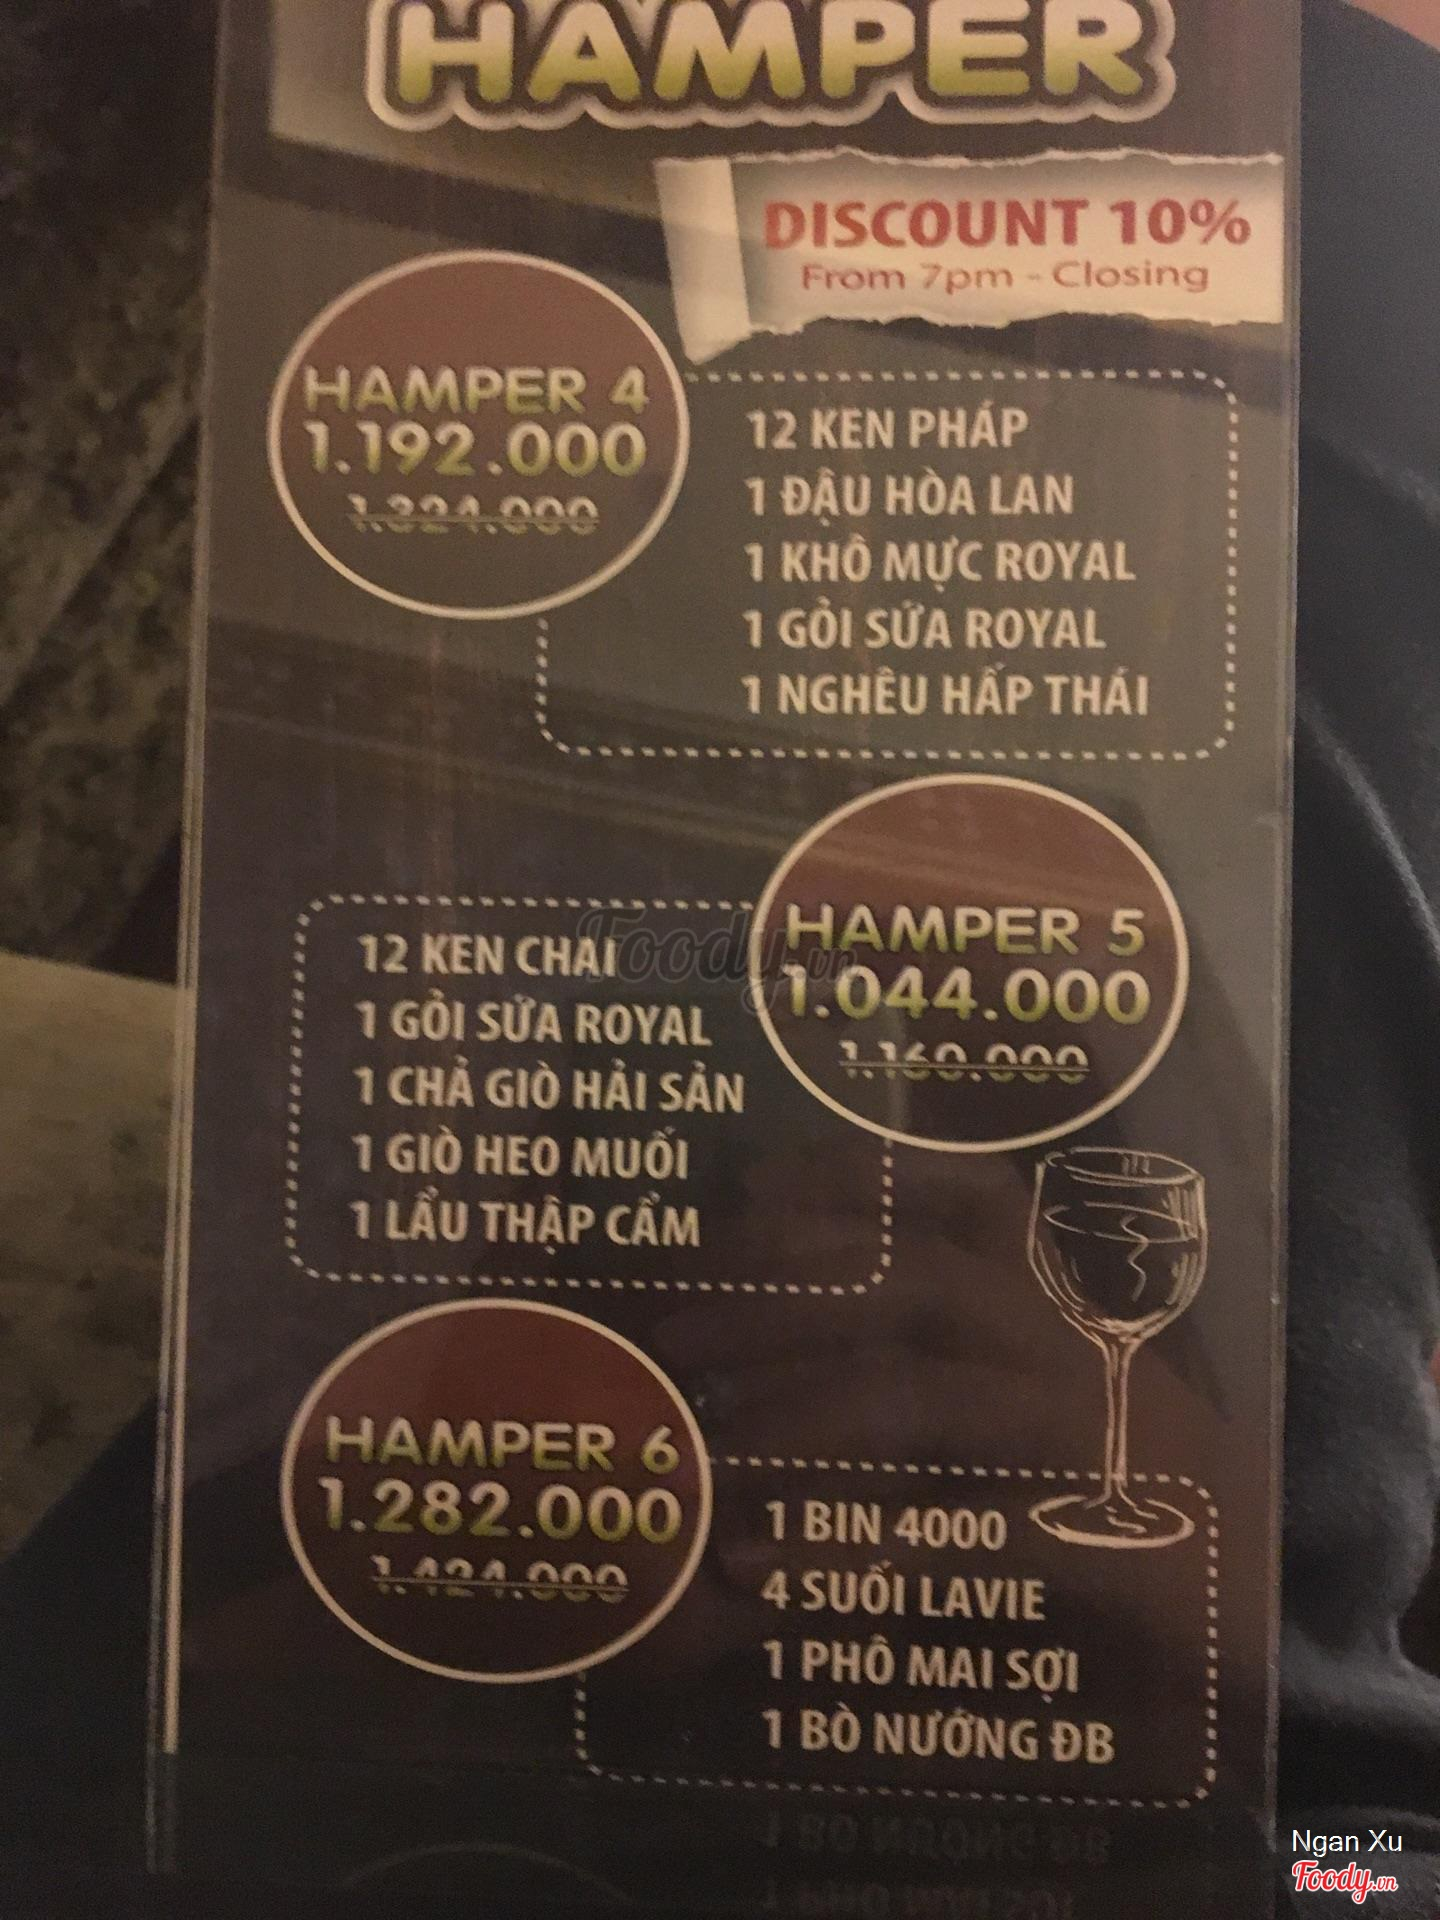 HAMPER
DISCOUNT 10%
From 7pm - Closing
HAMPER 4
1.192.000
1.324.000
12 KEN PHÁP
1 ĐẬU HÒA LAN
1 KHÔ MỰC ROYAL
1 GỎI SỨA ROYAL
1 NGHÊU HẤP THÁI
HAMPER 5
1.044.000
1.160.000
12 KEN CHAI
1 GỎI SỨA ROYAL
1 CHẢ GIÒ HẢI SẢN
1 GIÒ HEO MUỐI
1 LẨU THẬP CẨM
Foody.vn
HAMPER 6
1.282.000
1.424.000
1 BIN 4000
4 SUỐI LAVIE
1 PHÔ MAI SỢI
1 BÒ NƯỚNG ĐB
Ngan Xu
Foody.vn